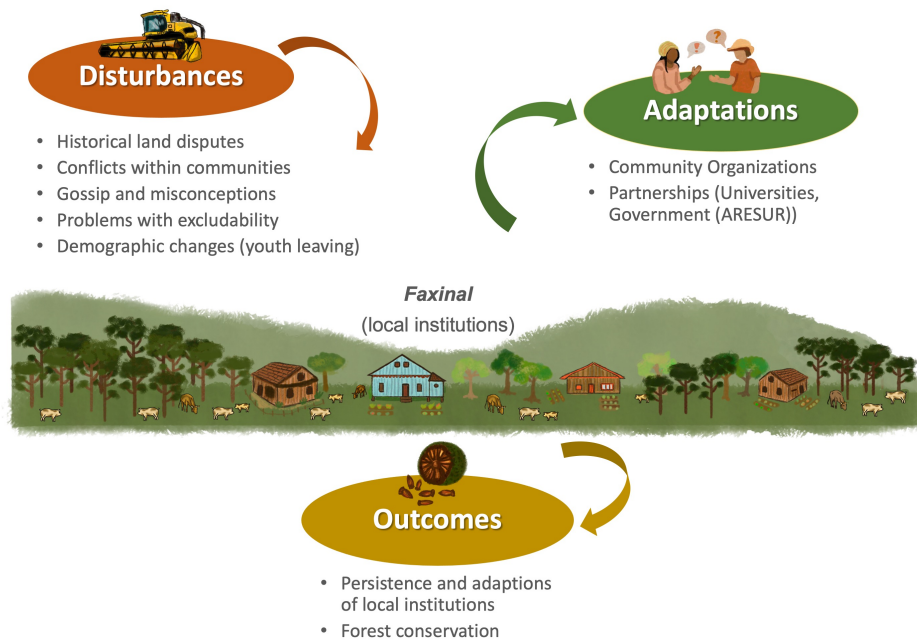 Disturbances
• Historical land disputes
• Conflicts within communities
• Gossip and misconceptions
• Problems with excludability
• Demographic changes (youth leaving)
! ?
Adaptations
• Community Organizations
• Partnerships (Universities,
Government (ARESUR))
Faxinal
(local institutions)
Outcomes
• Persistence and adaptions
of local institutions
• Forest conservation